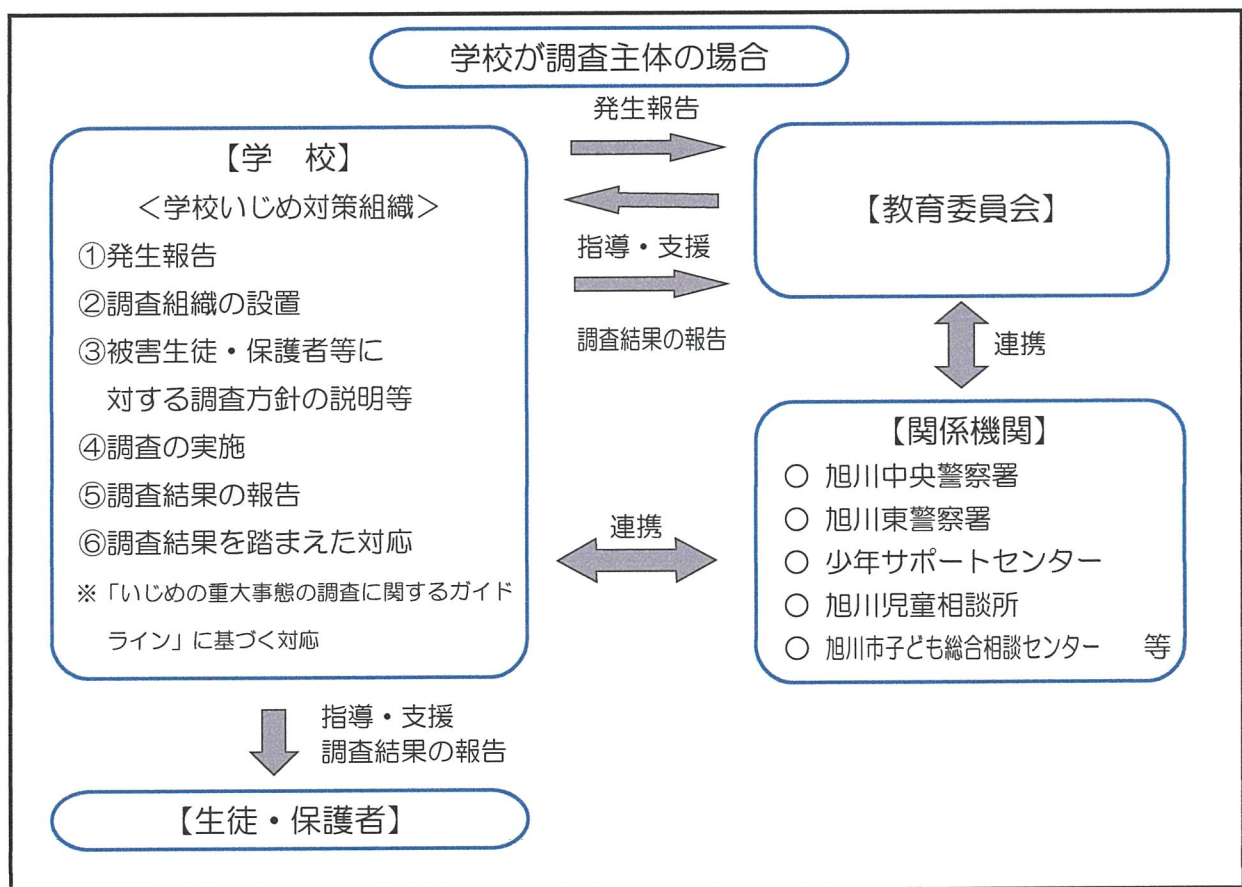 学校が調査主体の場合
発生報告
【学　校】
＜学校いじめ対策組織＞
①発生報告
②調査組織の設置
③被害生徒・保護者等に
対する調査方針の説明等
④調査の実施
⑤調査結果の報告
⑥調査結果を踏まえた対応
※「いじめの重大事態の調査に関するガイド
ライン」に基づく対応
指導・支援
調査結果の報告
【教育委員会】
連携
【関係機関】
○ 旭川中央警察署
○ 旭川東警察署
○ 少年サポートセンター
○ 旭川児童相談所
○ 旭川市子ども総合相談センター　等
連携
指導・支援
調査結果の報告
【生徒・保護者】